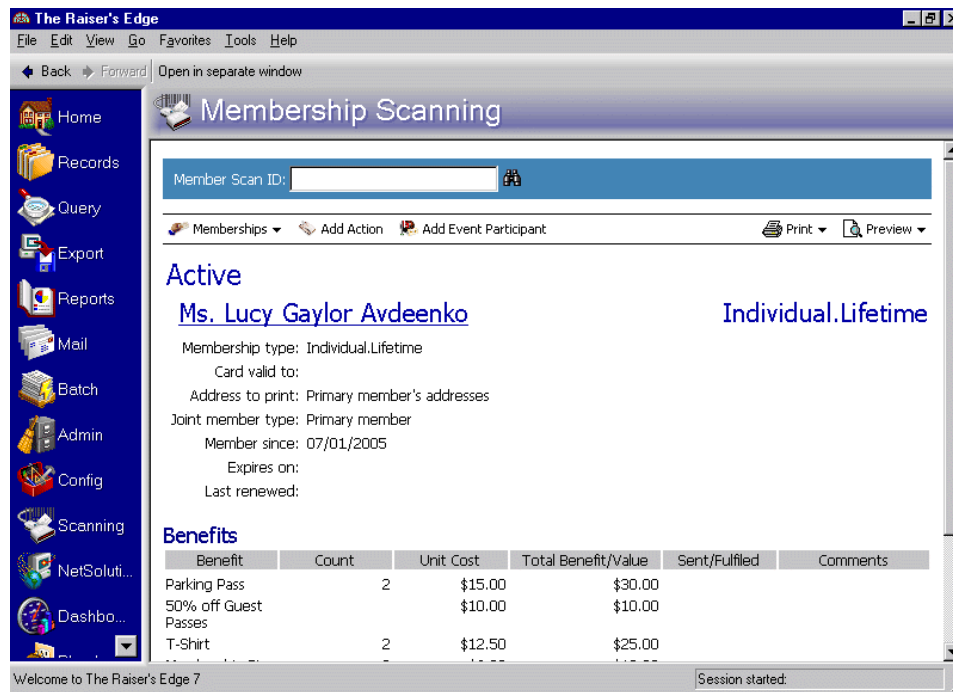 The Raiser's Edge
File Edit View Go Favorites Tools Help
Back Forward Open in separate window
Home
Records
Query
Export
Reports
Mail
Batch
Admin
Config
Scanning
NetSoluti...
Dashbo...
Membership Scanning
Member Scan ID:
Memberships Add Action Add Event Participant Print Preview
Active
Ms. Lucy Gaylor Avdeenko Individual.Lifetime
Membership type: Individual.Lifetime
Card valid to:
Address to print: Primary member's addresses
Joint member type: Primary member
Member since: 07/01/2005
Expires on:
Last renewed:
Benefits
Benefit Count Unit Cost Total Benefit/Value Sent/Fulfiled Comments
Parking Pass 2 $15.00 $30.00
50% off Guest Passes $10.00 $10.00
T-Shirt 2 $12.50 $25.00
Welcome to The Raiser's Edge 7 Session started: